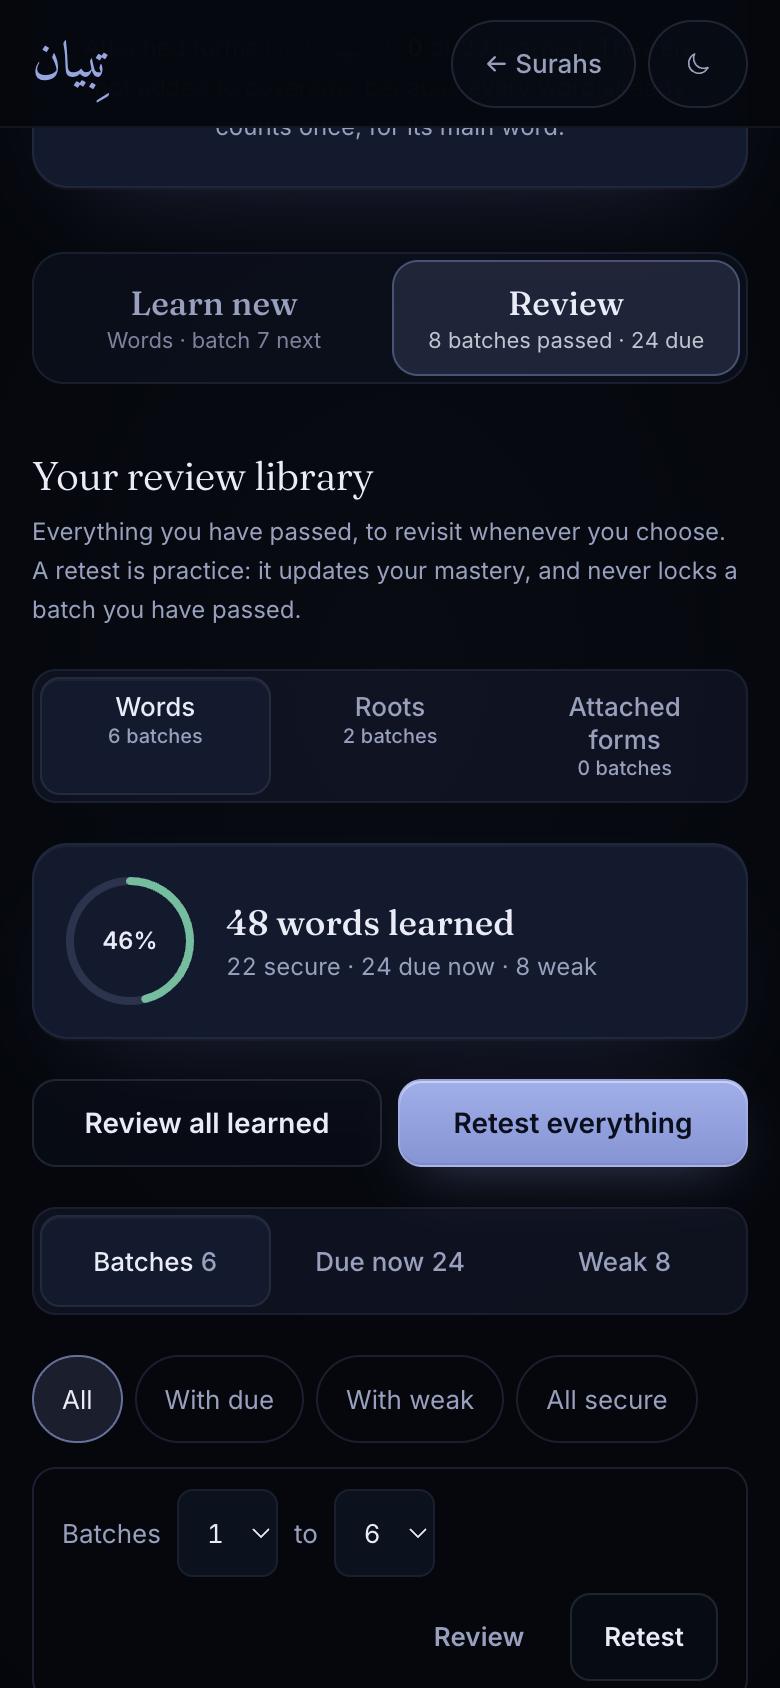 تِبيان
← Surahs
counts once, for its main word.
Learn new
Words · batch 7 next
Review
8 batches passed · 24 due
Your review library
Everything you have passed, to revisit whenever you choose.
A retest is practice: it updates your mastery, and never locks a
batch you have passed.
Words
6 batches
Roots
2 batches
Attached
forms
0 batches
46%
48 words learned
22 secure · 24 due now · 8 weak
Review all learned
Retest everything
Batches 6
Due now 24
Weak 8
All
With due
With weak
All secure
Batches 1 to 6
Review
Retest